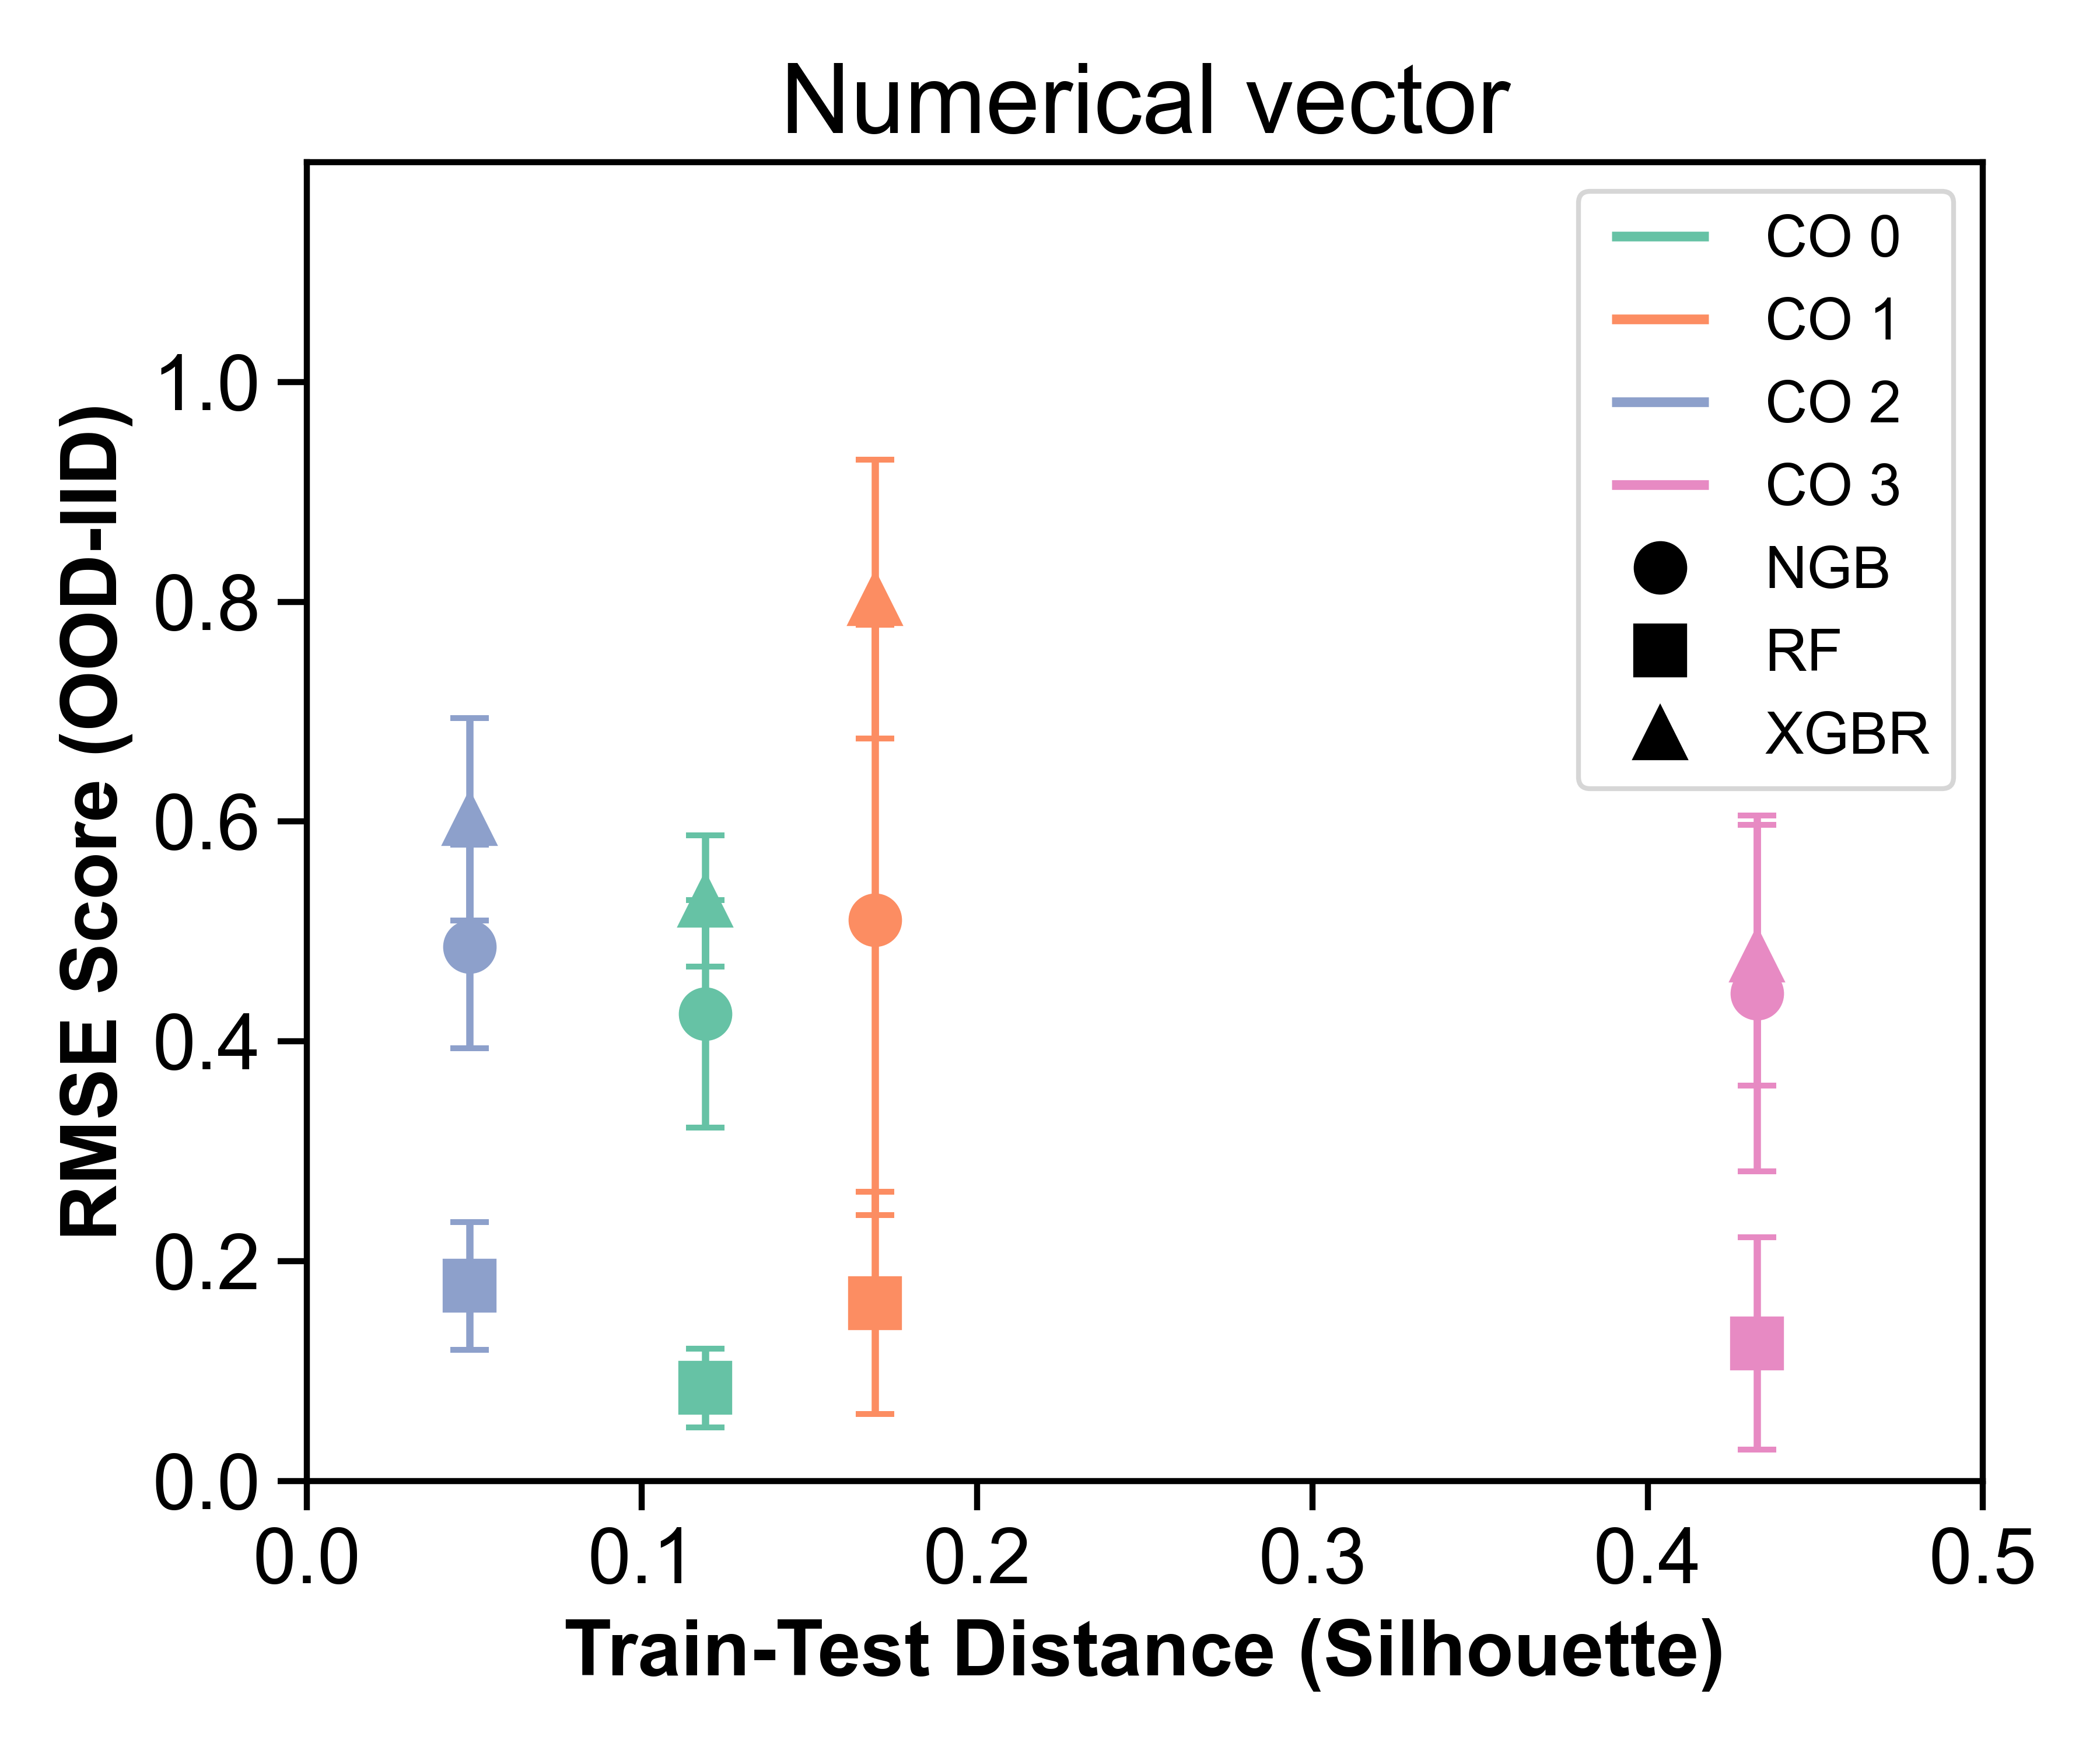 Numerical vector
RMSE Score (OOD-IID)
1.0
0.8
0.6
0.4
0.2
0.0
CO 0
CO 1
CO 2
CO 3
NGB
RF
XGBR
0.0 0.1 0.2 0.3 0.4 0.5
Train-Test Distance (Silhouette)